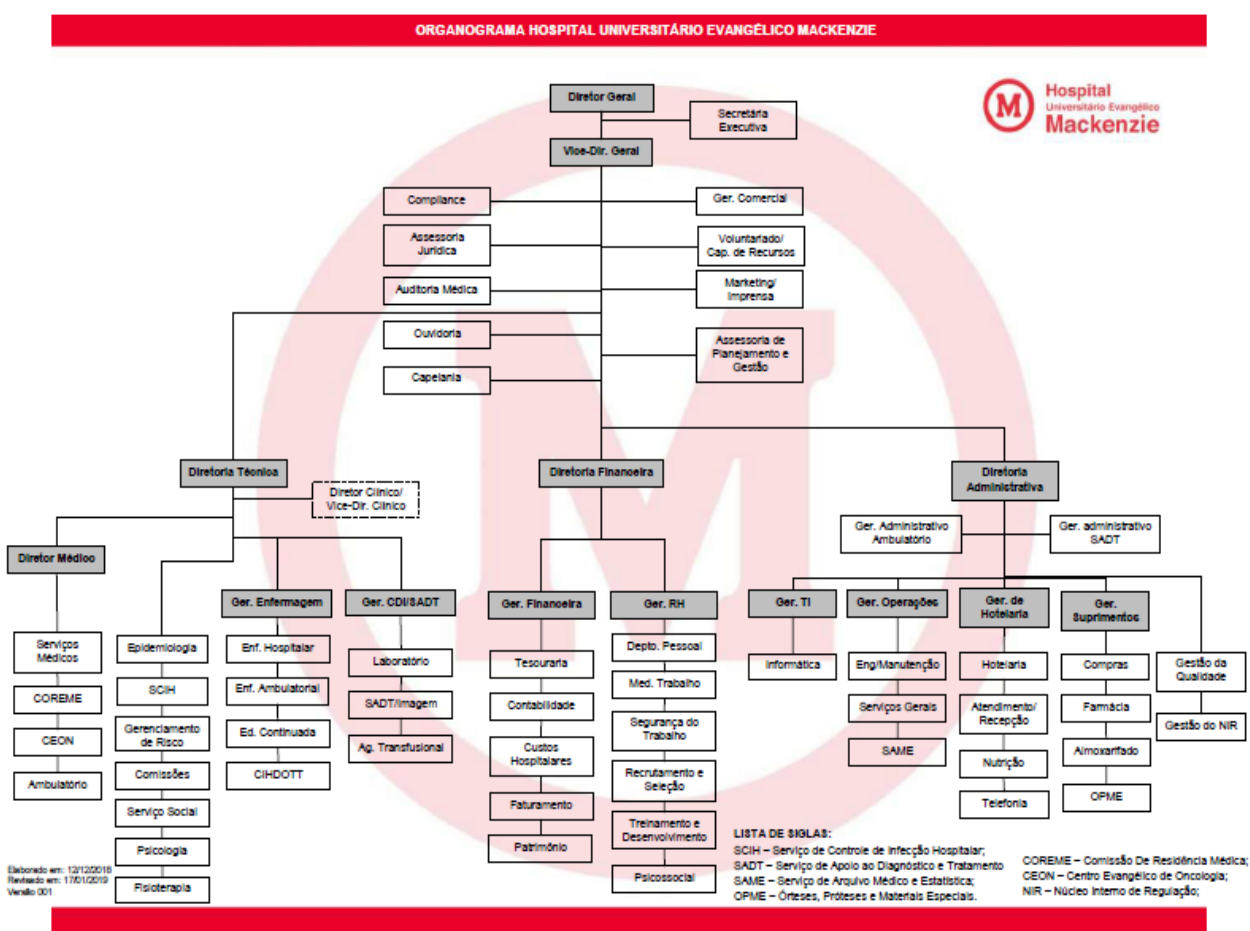 ORGANOGRAMA HOSPITAL UNIVERSITÁRIO EVANGÉLICO MACKENZIE
M
Hospital
Universitário Evangélico
Mackenzie
Diretor Geral
Secretária
Executiva
Vice-Dir. Geral
Compliance
Ger. Comercial
Assessoria
Jurídica
Voluntariado/
Cap. de Recursos
Auditoria Médica
Marketing/
Imprensa
Ouvidoria
Assessoria de
Planejamento e
Gestão
Capelania
Diretoria Técnica
Diretoria Financeira
Diretoria
Administrativa
Diretor Clínico/
Vice-Dir. Clínico
Ger. Administrativo
Ambulatório
Ger. administrativo
SADT
Diretor Médico
Ger. Enfermagem
Ger. CDI/SADT
Ger. Financeira
Ger. RH
Ger. TI
Ger. Operações
Ger. de
Hotelaria
Ger.
Suprimentos
Serviços
Médicos
COREME
CEON
Ambulatório
Epidemiologia
SCIH
Gerenciamento
de Risco
Comissões
Serviço Social
Psicologia
Fisioterapia
Enf. Hospitalar
Enf. Ambulatorial
Ed. Continuada
CIHDOTT
Laboratório
SADT/Imagem
Ag. Transfusional
Tesouraria
Contabilidade
Custos
Hospitalares
Faturamento
Patrimônio
Depto. Pessoal
Med. Trabalho
Segurança do
Trabalho
Recrutamento e
Seleção
Treinamento e
Desenvolvimento
Psicossocial
Informática
Eng/Manutenção
Serviços Gerais
SAME
Hotelaria
Atendimento/
Recepção
Nutrição
Telefonia
Compras
Farmácia
Almoxarifado
OPME
Gestão da
Qualidade
Gestão do NIR
LISTA DE SIGLAS:
SCIH – Serviço de Controle de Infecção Hospitalar;
SADT – Serviço de Apoio ao Diagnóstico e Tratamento
SAME – Serviço de Arquivo Médico e Estatística;
OPME – Órteses, Próteses e Materiais Especiais.
COREME – Comissão De Residência Médica;
CEON – Centro Evangélico de Oncologia;
NIR – Núcleo Interno de Regulação;
Elaborado em: 12/12/2018
Revisado em: 17/01/2019
Versão 001